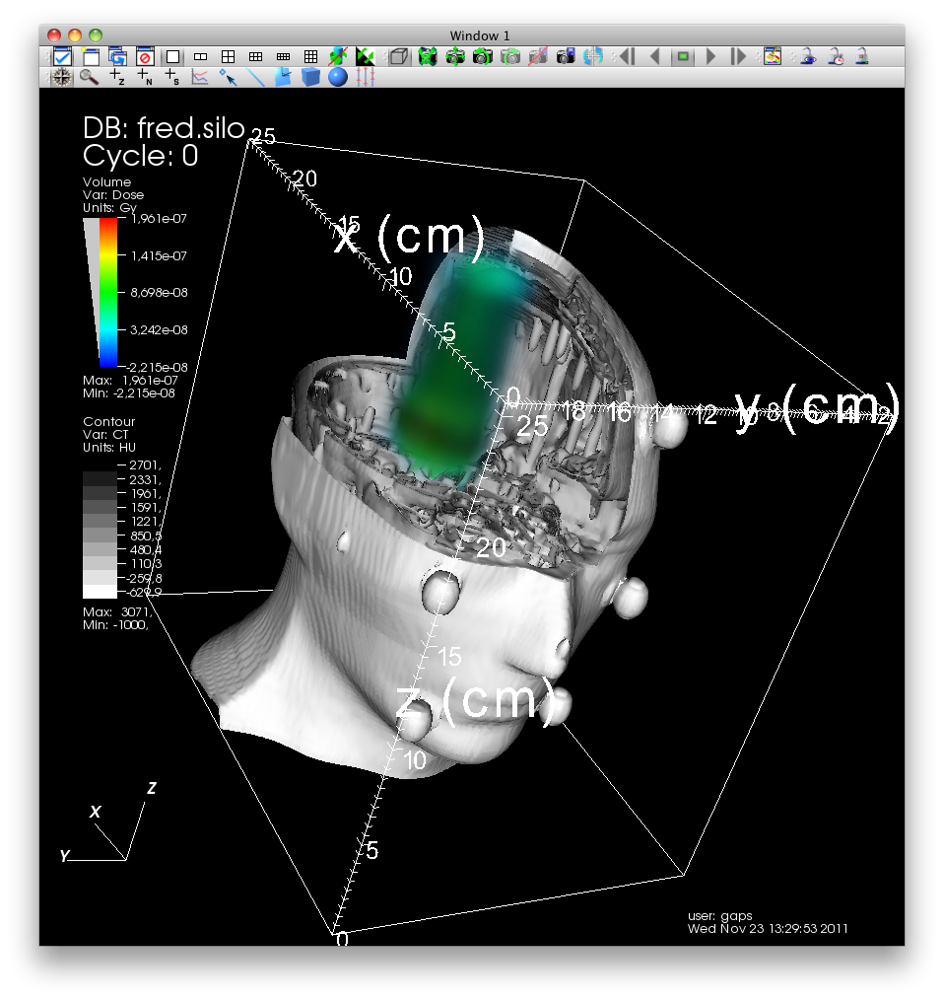 Window 1
DB: fred.silo
Cycle: 0
Volume
Var: Dose
Units: Gy
1,961e-07
1,415e-07
8,698e-08
3,242e-08
-2,215e-08
Max: 1,961e-07
Min: -2,215e-08
Contour
Var: CT
Units: HU
2701,
2331,
1961,
1591,
1221,
850,5
480,4
110,3
-259,8
-629,9
Max: 3071,
Min: -1000,
25
20
15
x (cm)
10
5
0
18 16 14 12 8
y (cm)
25
20
15
z (cm)
10
5
0
Z
X
Y
user: gaps
Wed Nov 23 13:29:53 2011